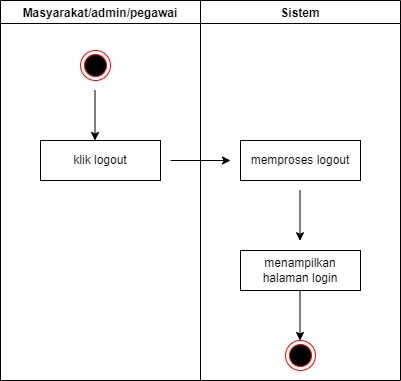 Masyarakat/admin/pegawai
Sistem
klik logout
memproses logout
menampilkan
halaman login